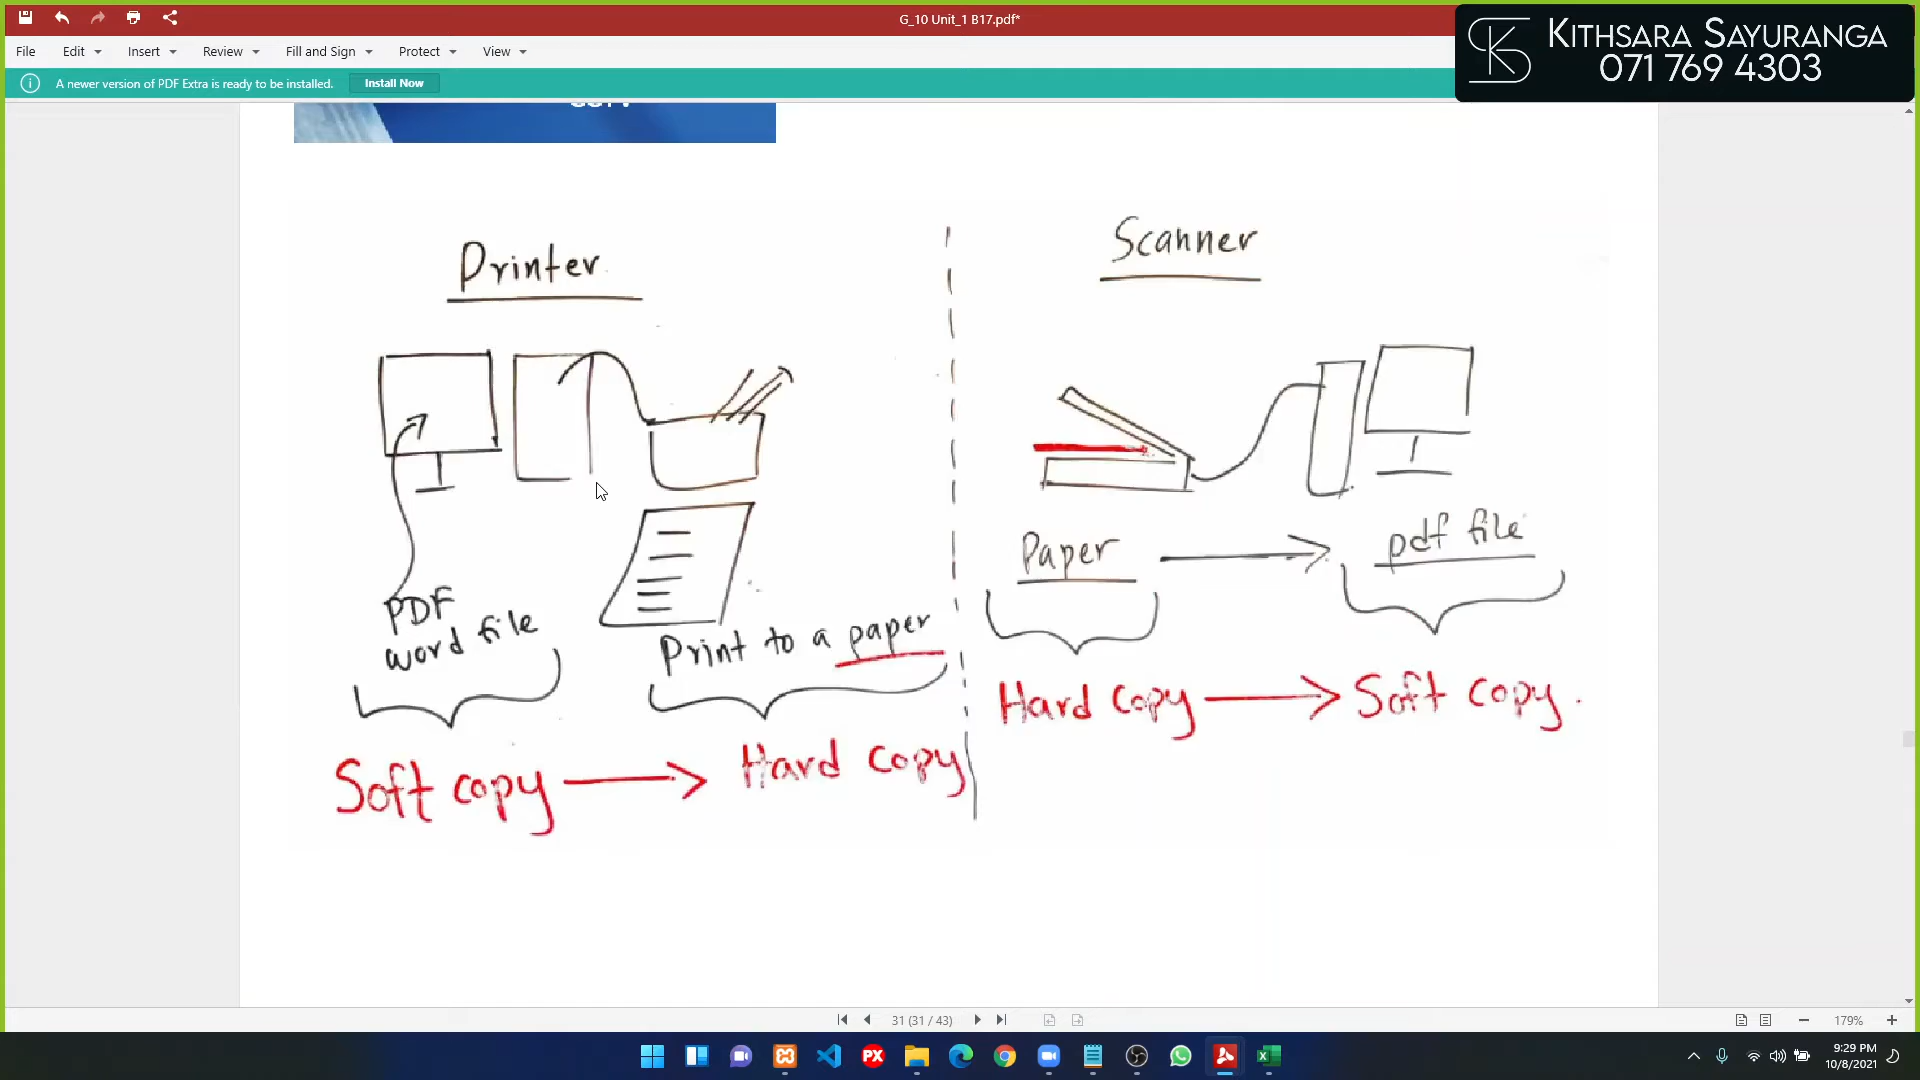 G_10 Unit_1 B17.pdf*
KITHSARA SAYURANGA
071 769 4303
File Edit Insert Review Fill and Sign Protect View
A newer version of PDF Extra is ready to be installed. Install Now
Printer
Scanner
PDF
word file
Print to a paper
Paper
pdf file
Soft copy
Hard copy
Hard copy
Soft copy.
31 (31 / 43)
179%
PX
9:29 PM
10/8/2021